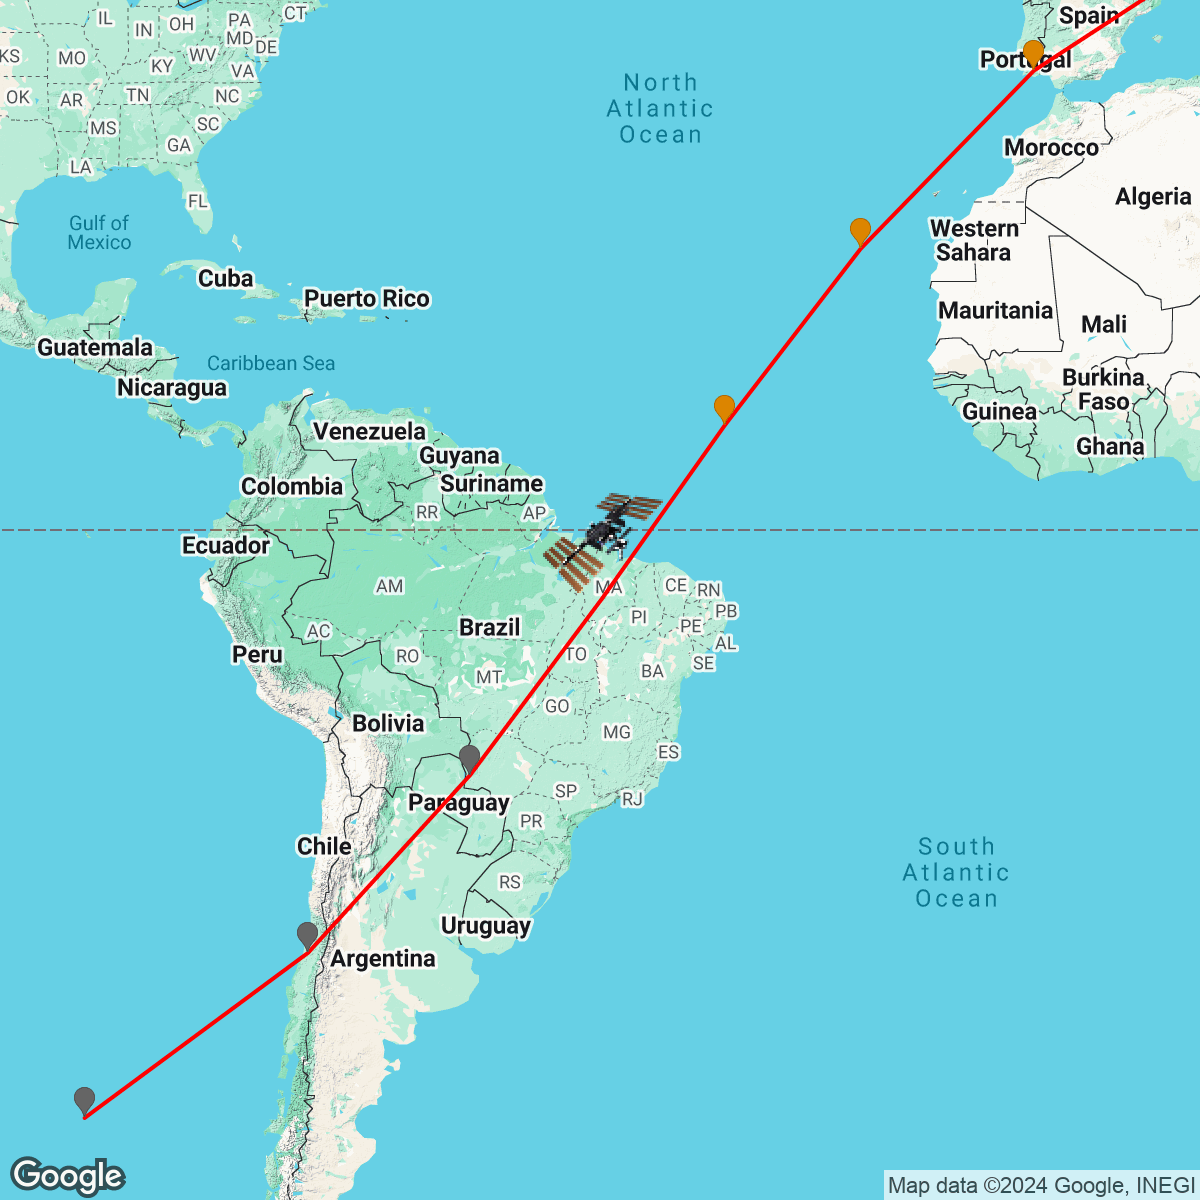 IL
IN
OH
PA
CT
MD
DE
KS
MO
WV
KY
VA
OK
AR
TN
NC
MS
SC
GA
LA
FL
Gulf of
Mexico
North
Atlantic
Ocean
Spain
Portugal
Morocco
Algeria
Western
Sahara
Cuba
Puerto Rico
Mauritania
Mali
Guatemala
Caribbean Sea
Nicaragua
Burkina
Faso
Guinea
Ghana
Venezuela
Guyana
Suriname
Colombia
RR
AP
Ecuador
AM
MA
CE
RN
PB
PI
PE
AL
AC
Brazil
SE
Peru
RO
TO
BA
MT
GO
Bolivia
MG
ES
Paraguay
SP
RJ
PR
Chile
RS
South
Atlantic
Ocean
Uruguay
Argentina
Google
Map data ©2024 Google, INEGI